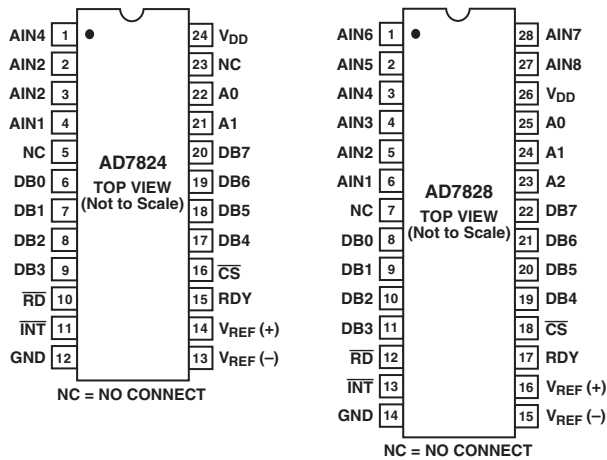 AIN4 1 24 VDD
AIN2 2 23 NC
AIN2 3 22 A0
AIN1 4 21 A1
NC 5 20 DB7
DB0 6 19 DB6
DB1 7 18 DB5
DB2 8 17 DB4
DB3 9 16 CS
RD 10 15 RDY
INT 11 14 VREF (+)
GND 12 13 VREF (–)
AD7824
TOP VIEW
(Not to Scale)
NC = NO CONNECT
AIN6 1 28 AIN7
AIN5 2 27 AIN8
AIN4 3 26 VDD
AIN3 4 25 A0
AIN2 5 24 A1
AIN1 6 23 A2
NC 7 22 DB7
DB0 8 21 DB6
DB1 9 20 DB5
DB2 10 19 DB4
DB3 11 18 CS
RD 12 17 RDY
INT 13 16 VREF (+)
GND 14 15 VREF (–)
AD7828
TOP VIEW
(Not to Scale)
NC = NO CONNECT